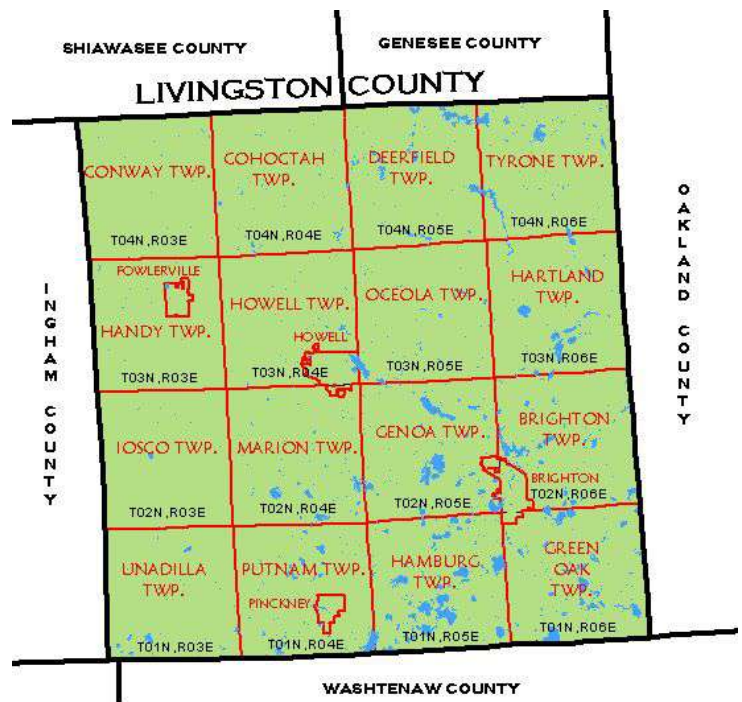 SHIAWASEE COUNTY
GENESEE COUNTY
LIVINGSTON COUNTY
CONWAY TWP.
COHOCTAH
TWP.
DEERFIELD
TWP.
TYRONE TWP.
T04N,R03E
T04N,R04E
T04N,R05E
T04N,R06E
OAKLAND COUNTY
INGHAM COUNTY
FOWLERVILLE
HANDY TWP.
HOWELL TWP.
HOWELL
OCEOLA TWP.
HARTLAND
TWP.
T03N,R03E
T03N,R04E
T03N,R05E
T03N,R06E
IOSCO TWP.
MARION TWP.
GENOA TWP.
BRIGHTON
TWP.
BRIGHTON
T02N,R03E
T02N,R04E
T02N,R05E
T02N,R06E
UNADILLA
TWP.
PUTNAM TWP.
PINCKNEY
HAMBURG
TWP.
GREEN
OAK
TWP.
T01N,R03E
T01N,R04E
T01N,R05E
T01N,R06E
WASHTENAW COUNTY